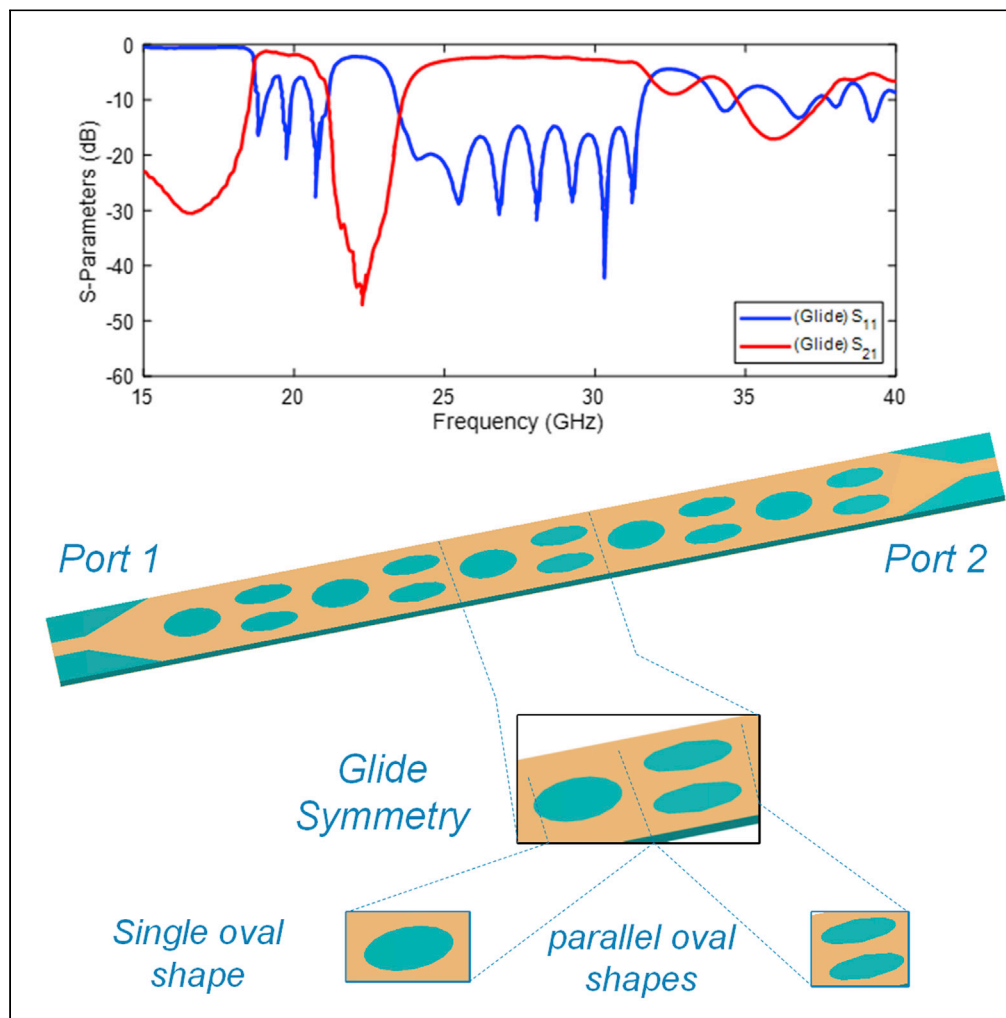 0
-10
-20
-30
-40
-50
-60
S-Parameters (dB)
(Glide) S11
(Glide) S21
15 20 25 30 35 40
Frequency (GHz)
Port 1
Port 2
Glide
Symmetry
Single oval
shape
parallel oval
shapes